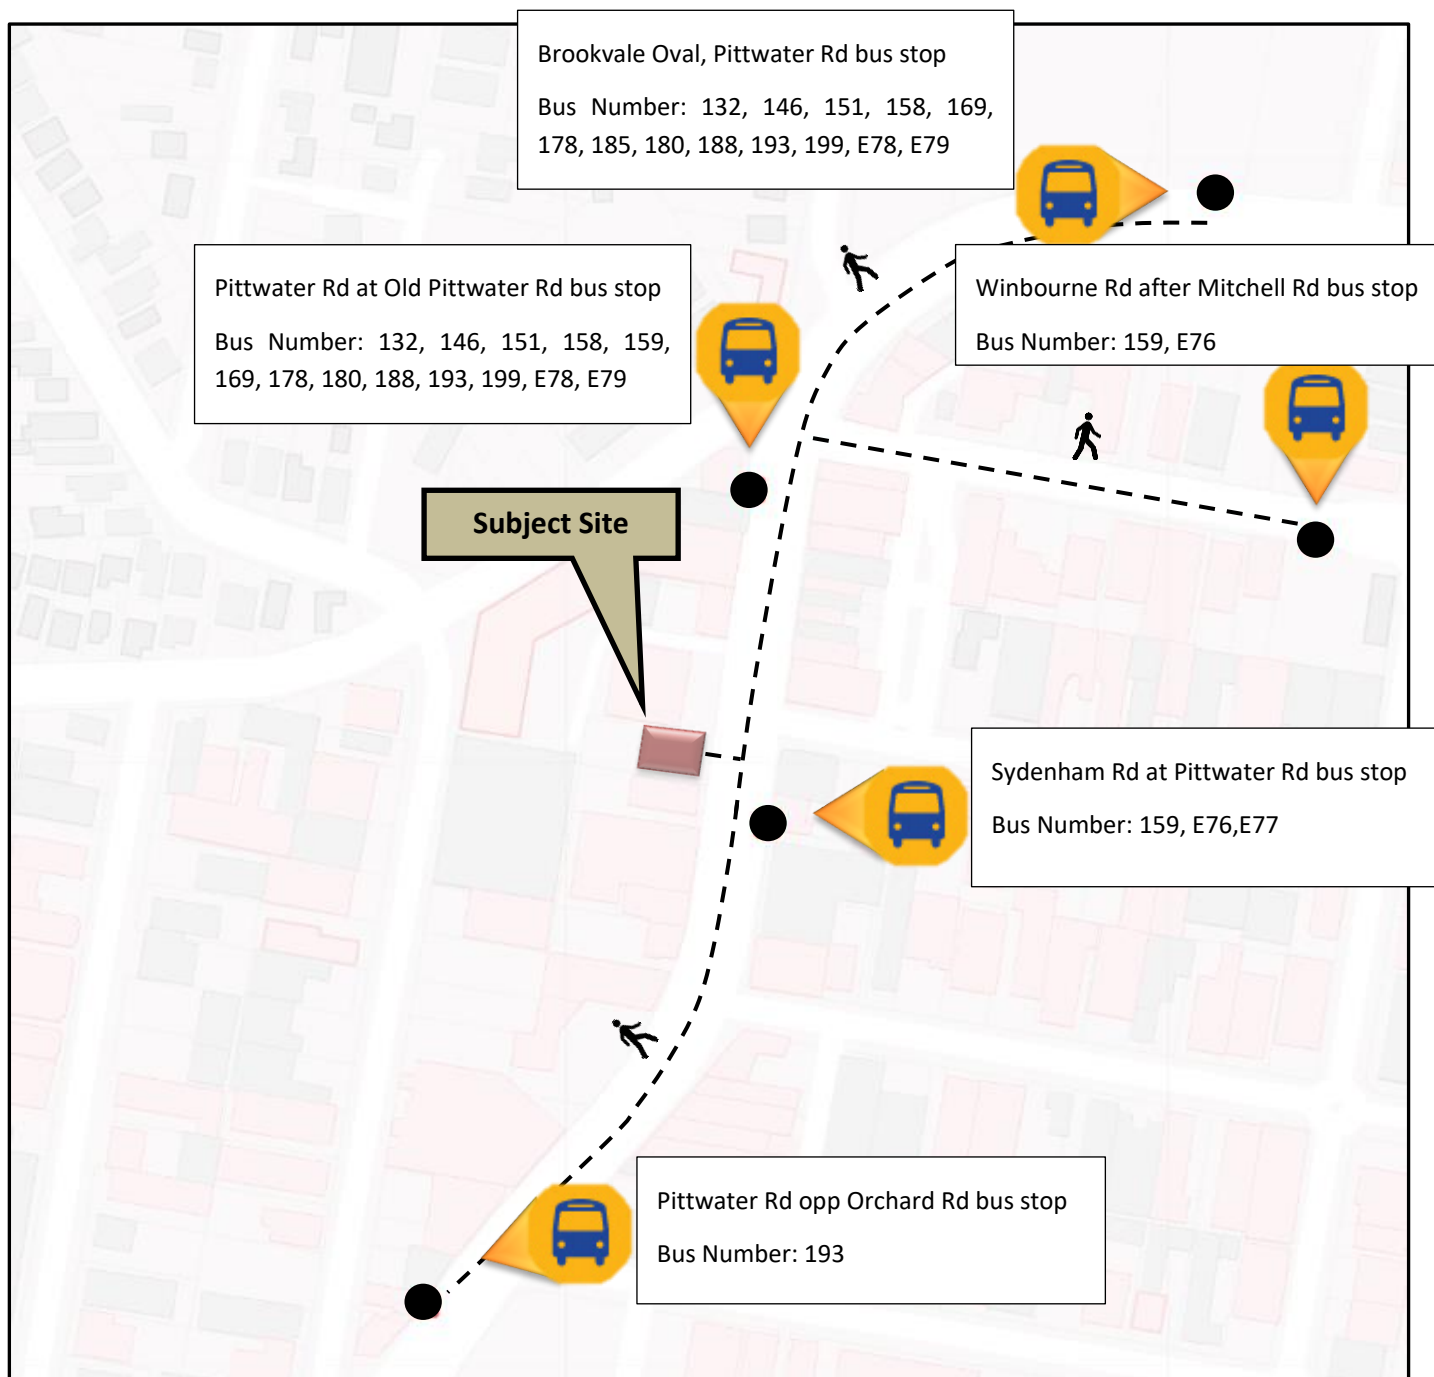 Brookvale Oval, Pittwater Rd bus stop
Bus Number: 132, 146, 151, 158, 169,
178, 185, 180, 188, 193, 199, E78, E79
Pittwater Rd at Old Pittwater Rd bus stop
Bus Number: 132, 146, 151, 158, 159,
169, 178, 180, 188, 193, 199, E78, E79
Winbourne Rd after Mitchell Rd bus stop
Bus Number: 159, E76
Subject Site
Sydenham Rd at Pittwater Rd bus stop
Bus Number: 159, E76,E77
Pittwater Rd opp Orchard Rd bus stop
Bus Number: 193